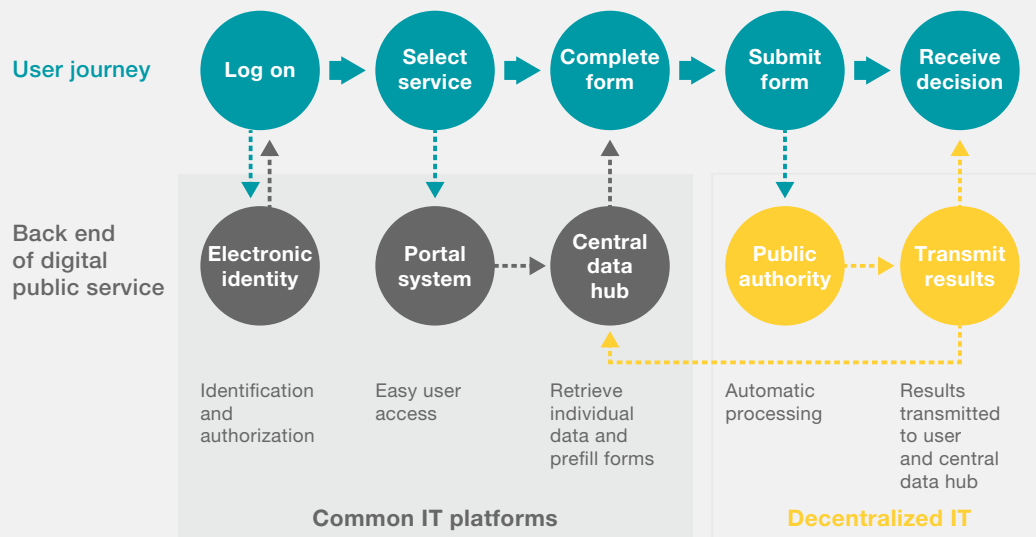 User journey
Log on
Select
service
Complete
form
Submit
form
Receive
decision
Back end
of digital
public service
Electronic
identity
Portal
system
Central
data
hub
Public
authority
Transmit
results
Identification
and
authorization
Easy user
access
Retrieve
individual
data and
prefill forms
Automatic
processing
Results
transmitted
to user
and central
data hub
Common IT platforms
Decentralized IT